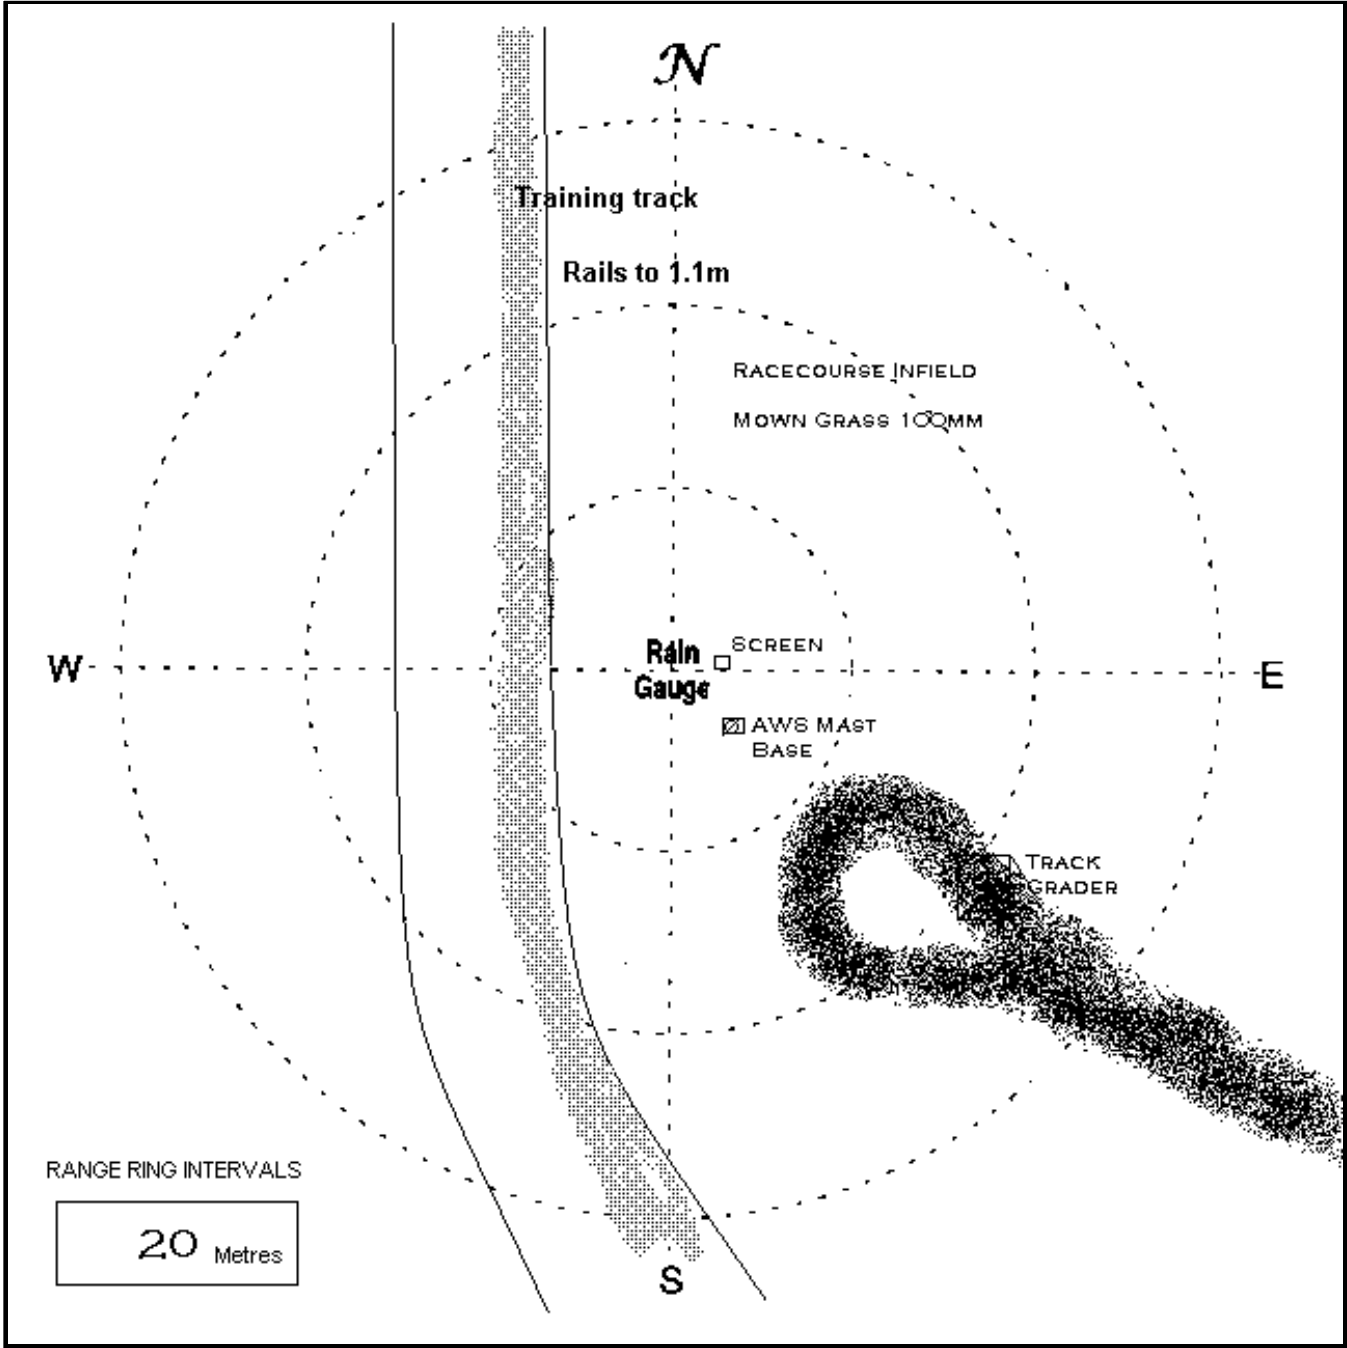 N
Training track
Rails to 1.1m
RACECOURSE INFIELD
MOWN GRASS 100MM
SCREEN
Rain
Gauge
W
E
AWS MAST
BASE
TRACK
GRADER
RANGE RING INTERVALS
20 Metres
S